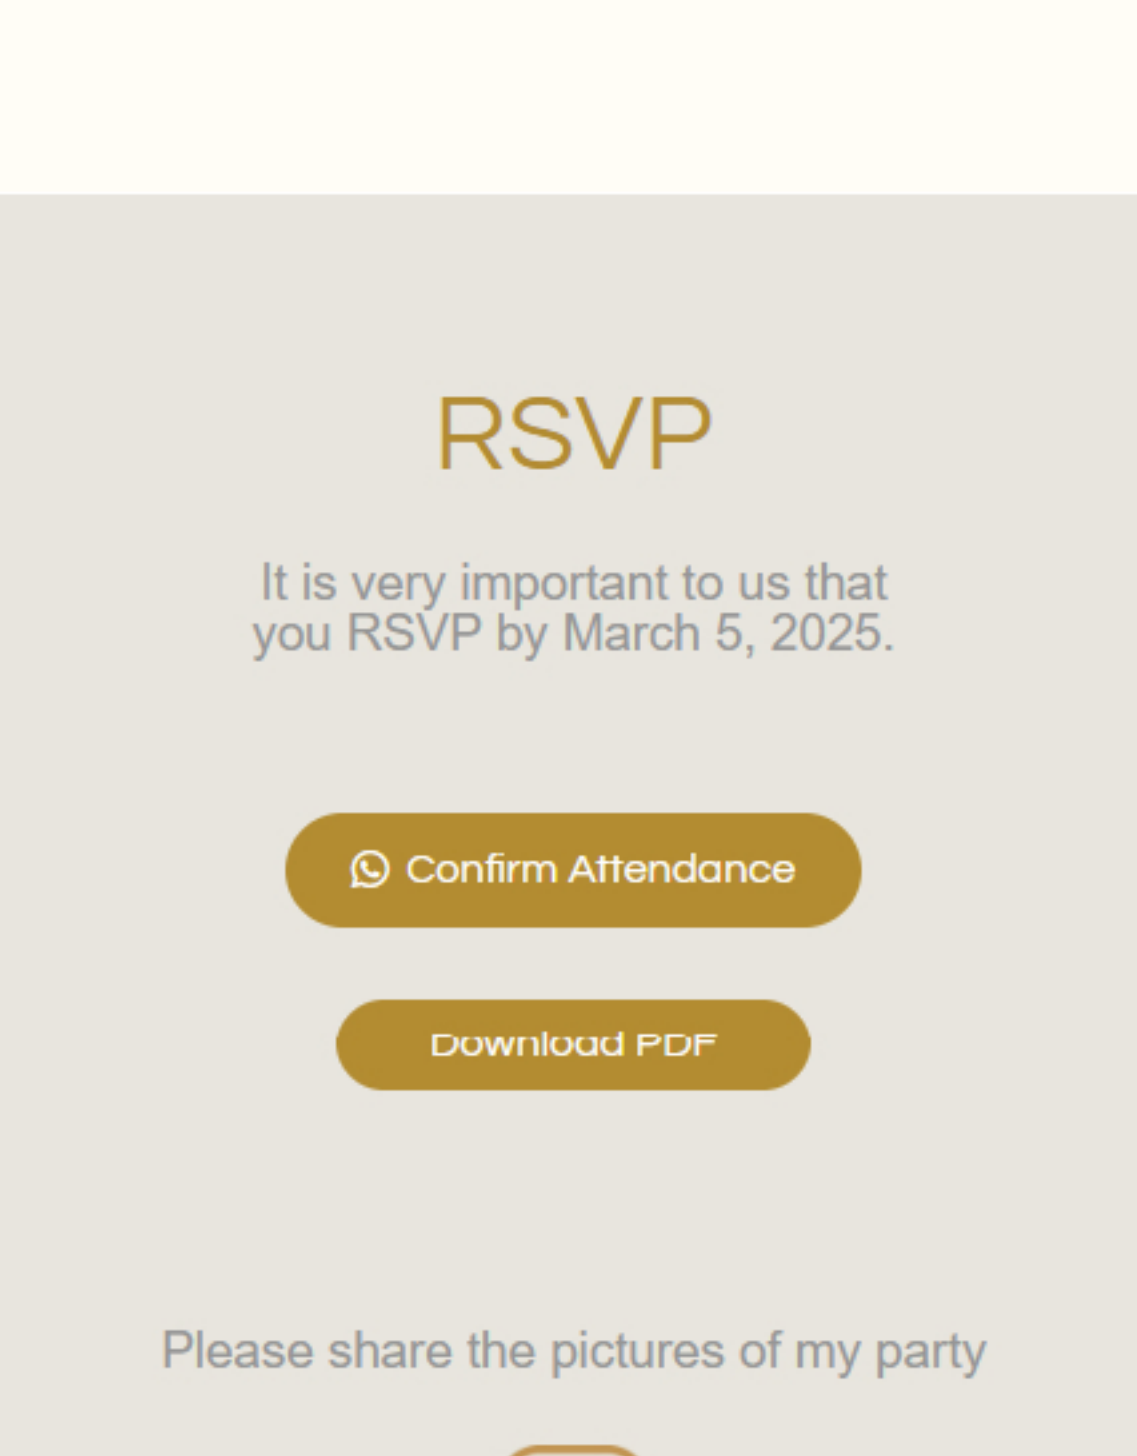 RSVP
It is very important to us that
you RSVP by March 5, 2025.
Confirm Attendance
Download PDF
Please share the pictures of my party